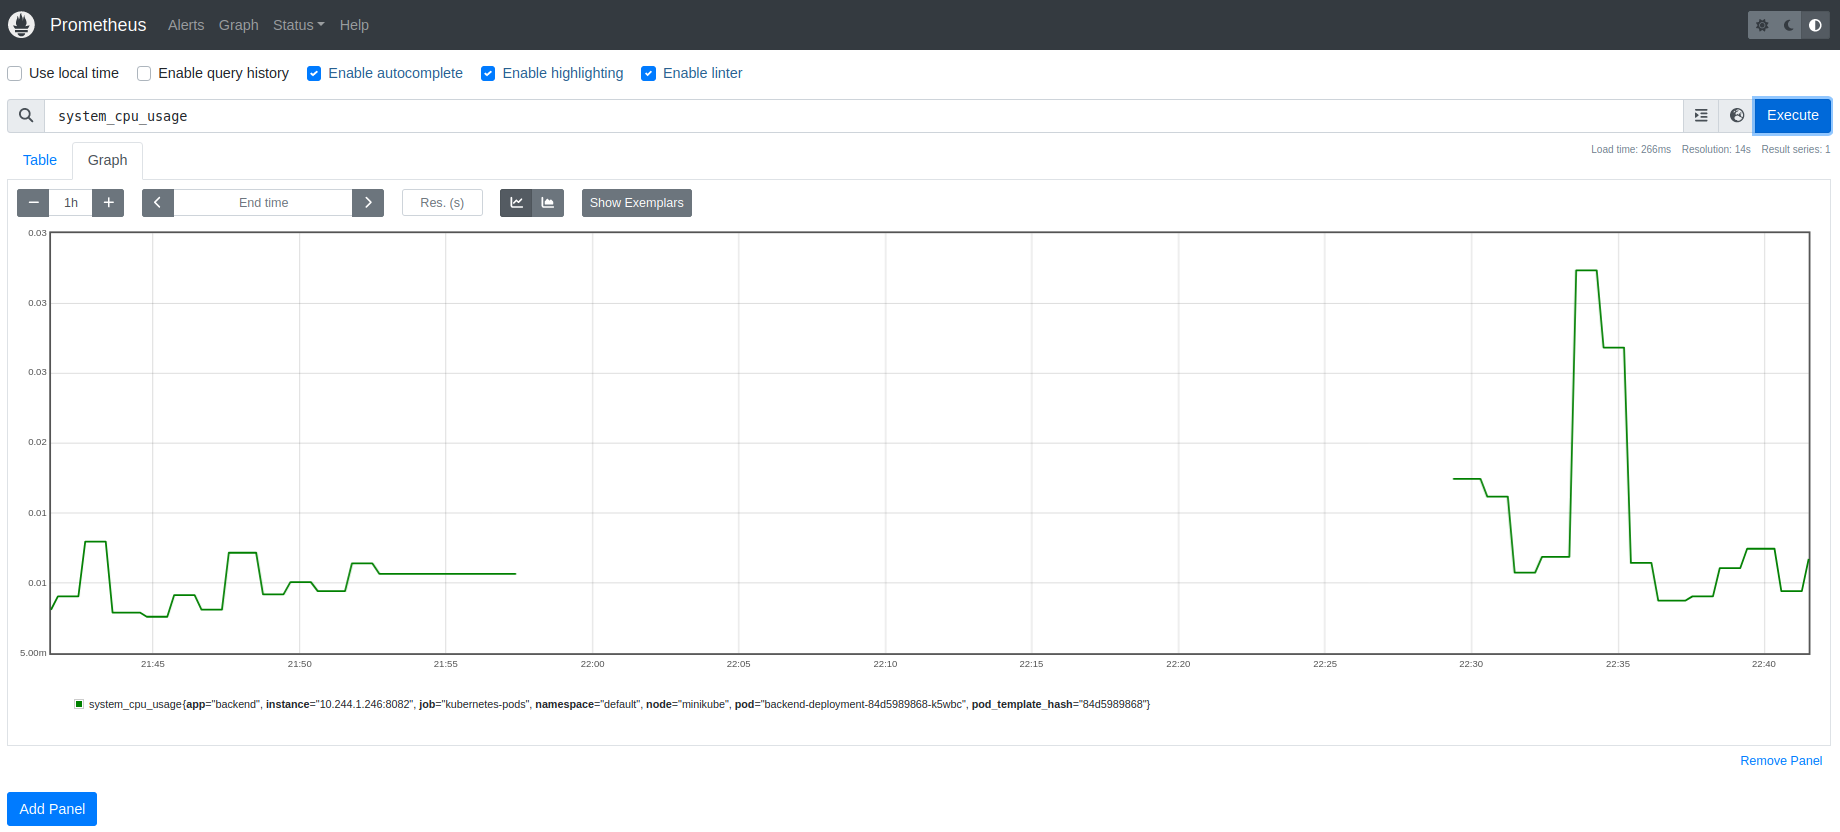 Prometheus Alerts Graph Status Help
Use local time Enable query history Enable autocomplete Enable highlighting Enable linter
system_cpu_usage Execute
Table Graph Load time: 266ms Resolution: 14s Result series: 1
1h End time Res. (s) Show Exemplars
0.03
0.03
0.03
0.02
0.01
0.01
5.00m
21:45 21:50 21:55 22:00 22:05 22:10 22:15 22:20 22:25 22:30 22:35 22:40
system_cpu_usage{app="backend", instance="10.244.1.246:8082", job="kubernetes-pods", namespace="default", node="minikube", pod="backend-deployment-84d5989868-k5wbc", pod_template_hash="84d5989868"}
Remove Panel
Add Panel